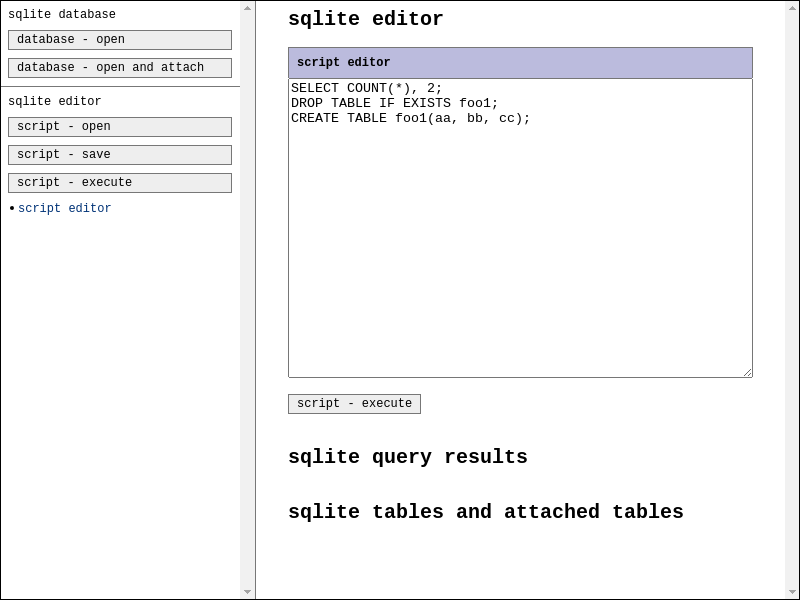 sqlite database
database - open
database - open and attach
sqlite editor
script - open
script - save
script - execute
• script editor
sqlite editor
script editor
SELECT COUNT(*), 2;
DROP TABLE IF EXISTS foo1;
CREATE TABLE foo1(aa, bb, cc);
script - execute
sqlite query results
sqlite tables and attached tables